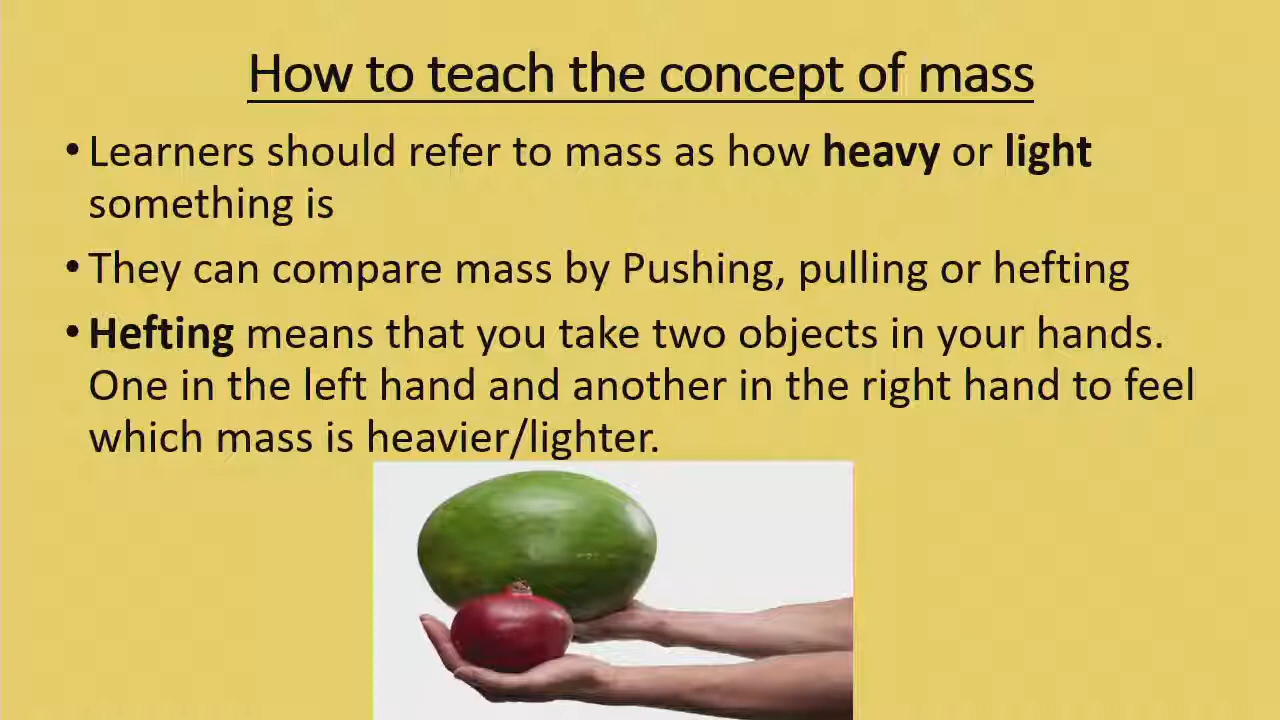 How to teach the concept of mass
• Learners should refer to mass as how heavy or light
something is
• They can compare mass by Pushing, pulling or hefting
• Hefting means that you take two objects in your hands.
One in the left hand and another in the right hand to feel
which mass is heavier/lighter.